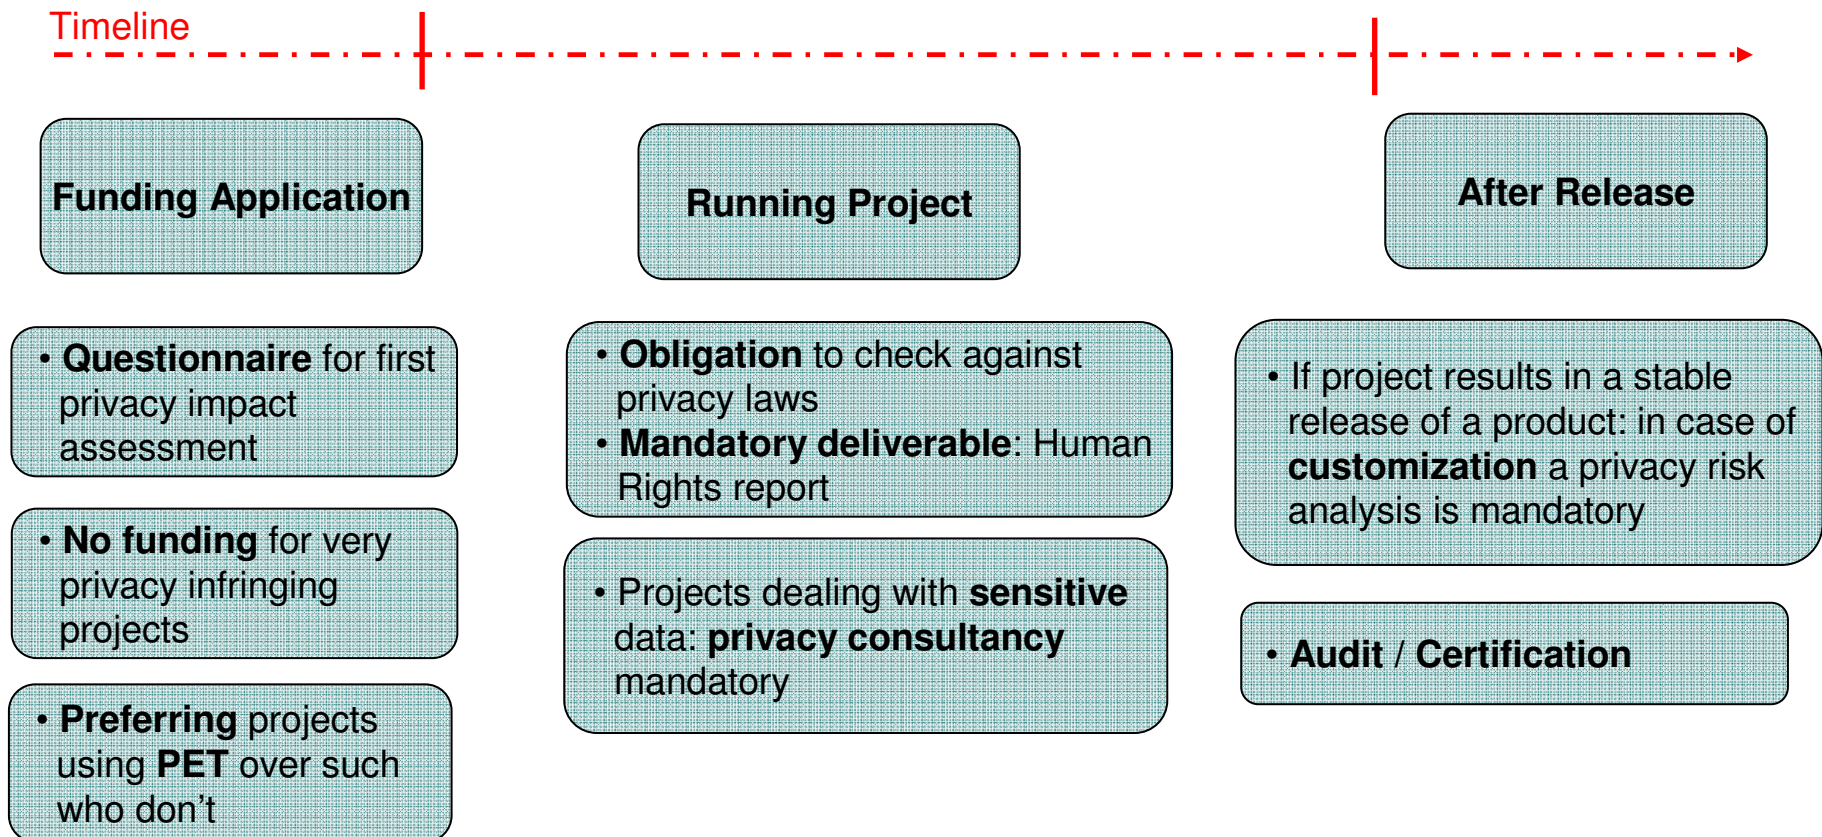 Timeline
Funding Application
• Questionnaire for first
privacy impact
assessment
• No funding for very
privacy infringing
projects
• Preferring projects
using PET over such
who don't
Running Project
• Obligation to check against
privacy laws
• Mandatory deliverable: Human
Rights report
• Projects dealing with sensitive
data: privacy consultancy
mandatory
After Release
• If project results in a stable
release of a product: in case of
customization a privacy risk
analysis is mandatory
• Audit / Certification